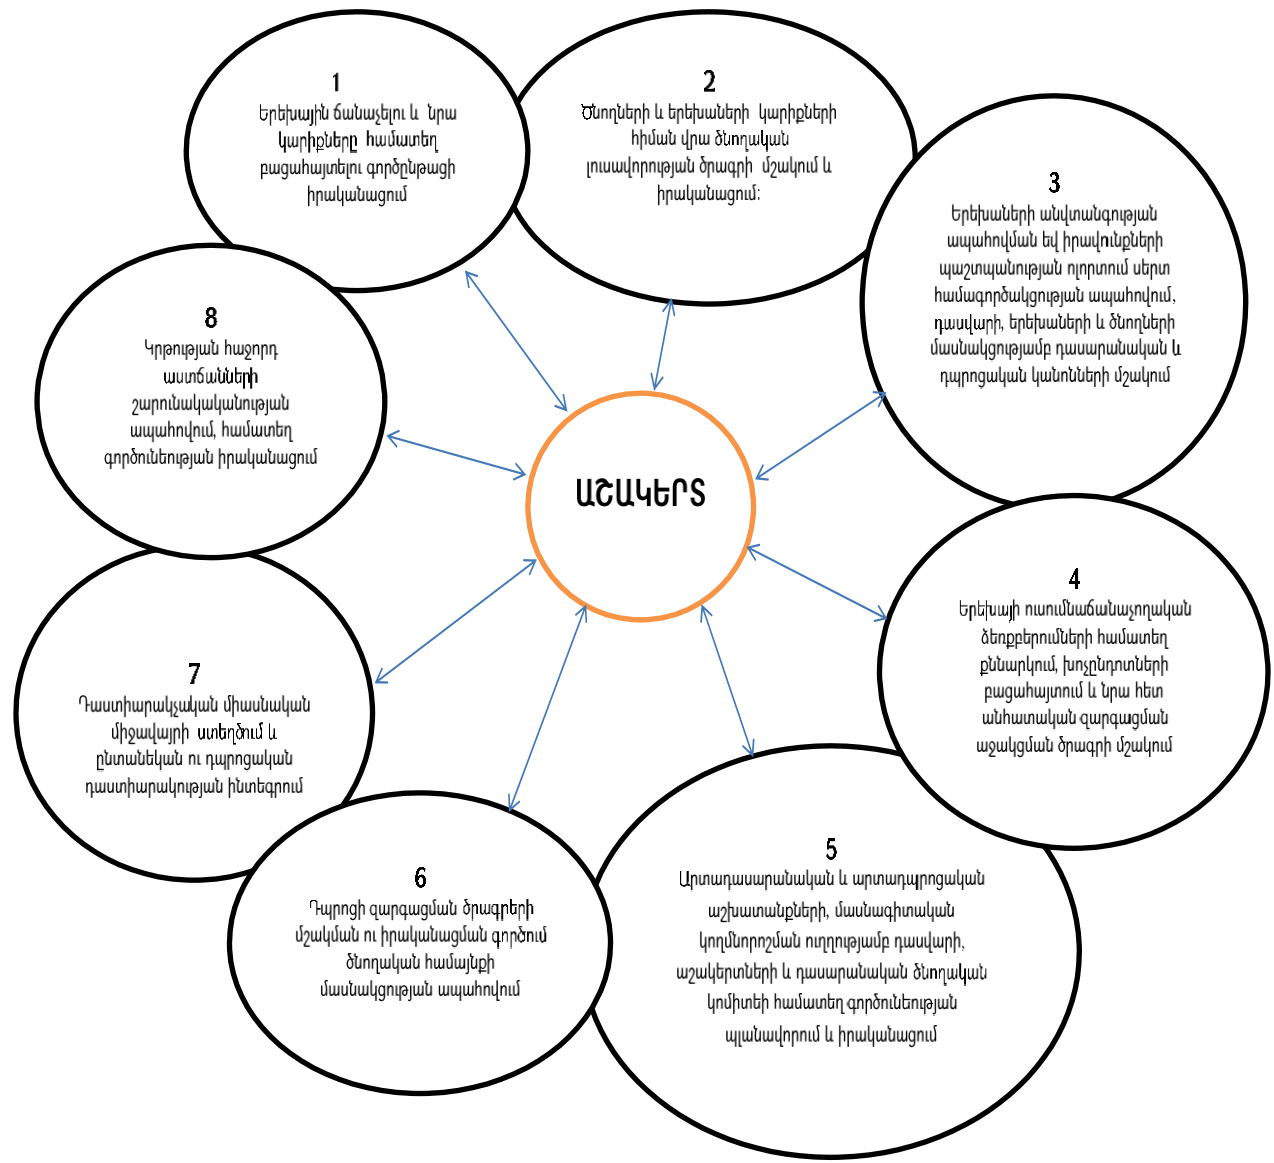 1
Երեխային ճանաչելու և նրա
կարիքները համատեղ
բացահայտելու գործընթացի
իրականացում
2
Ծնողների և երեխաների կարիքների
հիման վրա ծնողական
լուսավորության ծրագրի մշակում և
իրականացում:
3
Երեխաների անվտանգության
ապահովման եվ իրավունքների
պաշտպանության ոլորտում սերտ
համագործակցության ապահովում,
դասվարի, երեխաների և ծնողների
մասնակցությամբ դասարանական և
դպրոցական կանոնների մշակում
4
Երեխայի ուսումնաճանաչողական
ձեռքբերումների համատեղ
քննարկում, խոչընդոտների
բացահայտում և նրա հետ
անհատական զարգացման
աջակցման ծրագրի մշակում
5
Արտադասարանական և արտադպրոցական
աշխատանքների, մասնագիտական
կողմնորոշման ուղղությամբ դասվարի,
աշակերտների և դասարանական ծնողական
կոմիտեի համատեղ գործունեության
պլանավորում և իրականացում
6
Դպրոցի զարգացման ծրագրերի
մշակման ու իրականացման գործում
ծնողական համայնքի
մասնակցության ապահովում
7
Դաստիարակչական միասնական
միջավայրի ստեղծում և
ընտանեկան ու դպրոցական
դաստիարակության ինտեգրում
8
Կրթության հաջորդ
աստճանների
շարունակականության
ապահովում, համատեղ
գործունեության իրականացում
ԱՇԱԿԵՐՏ